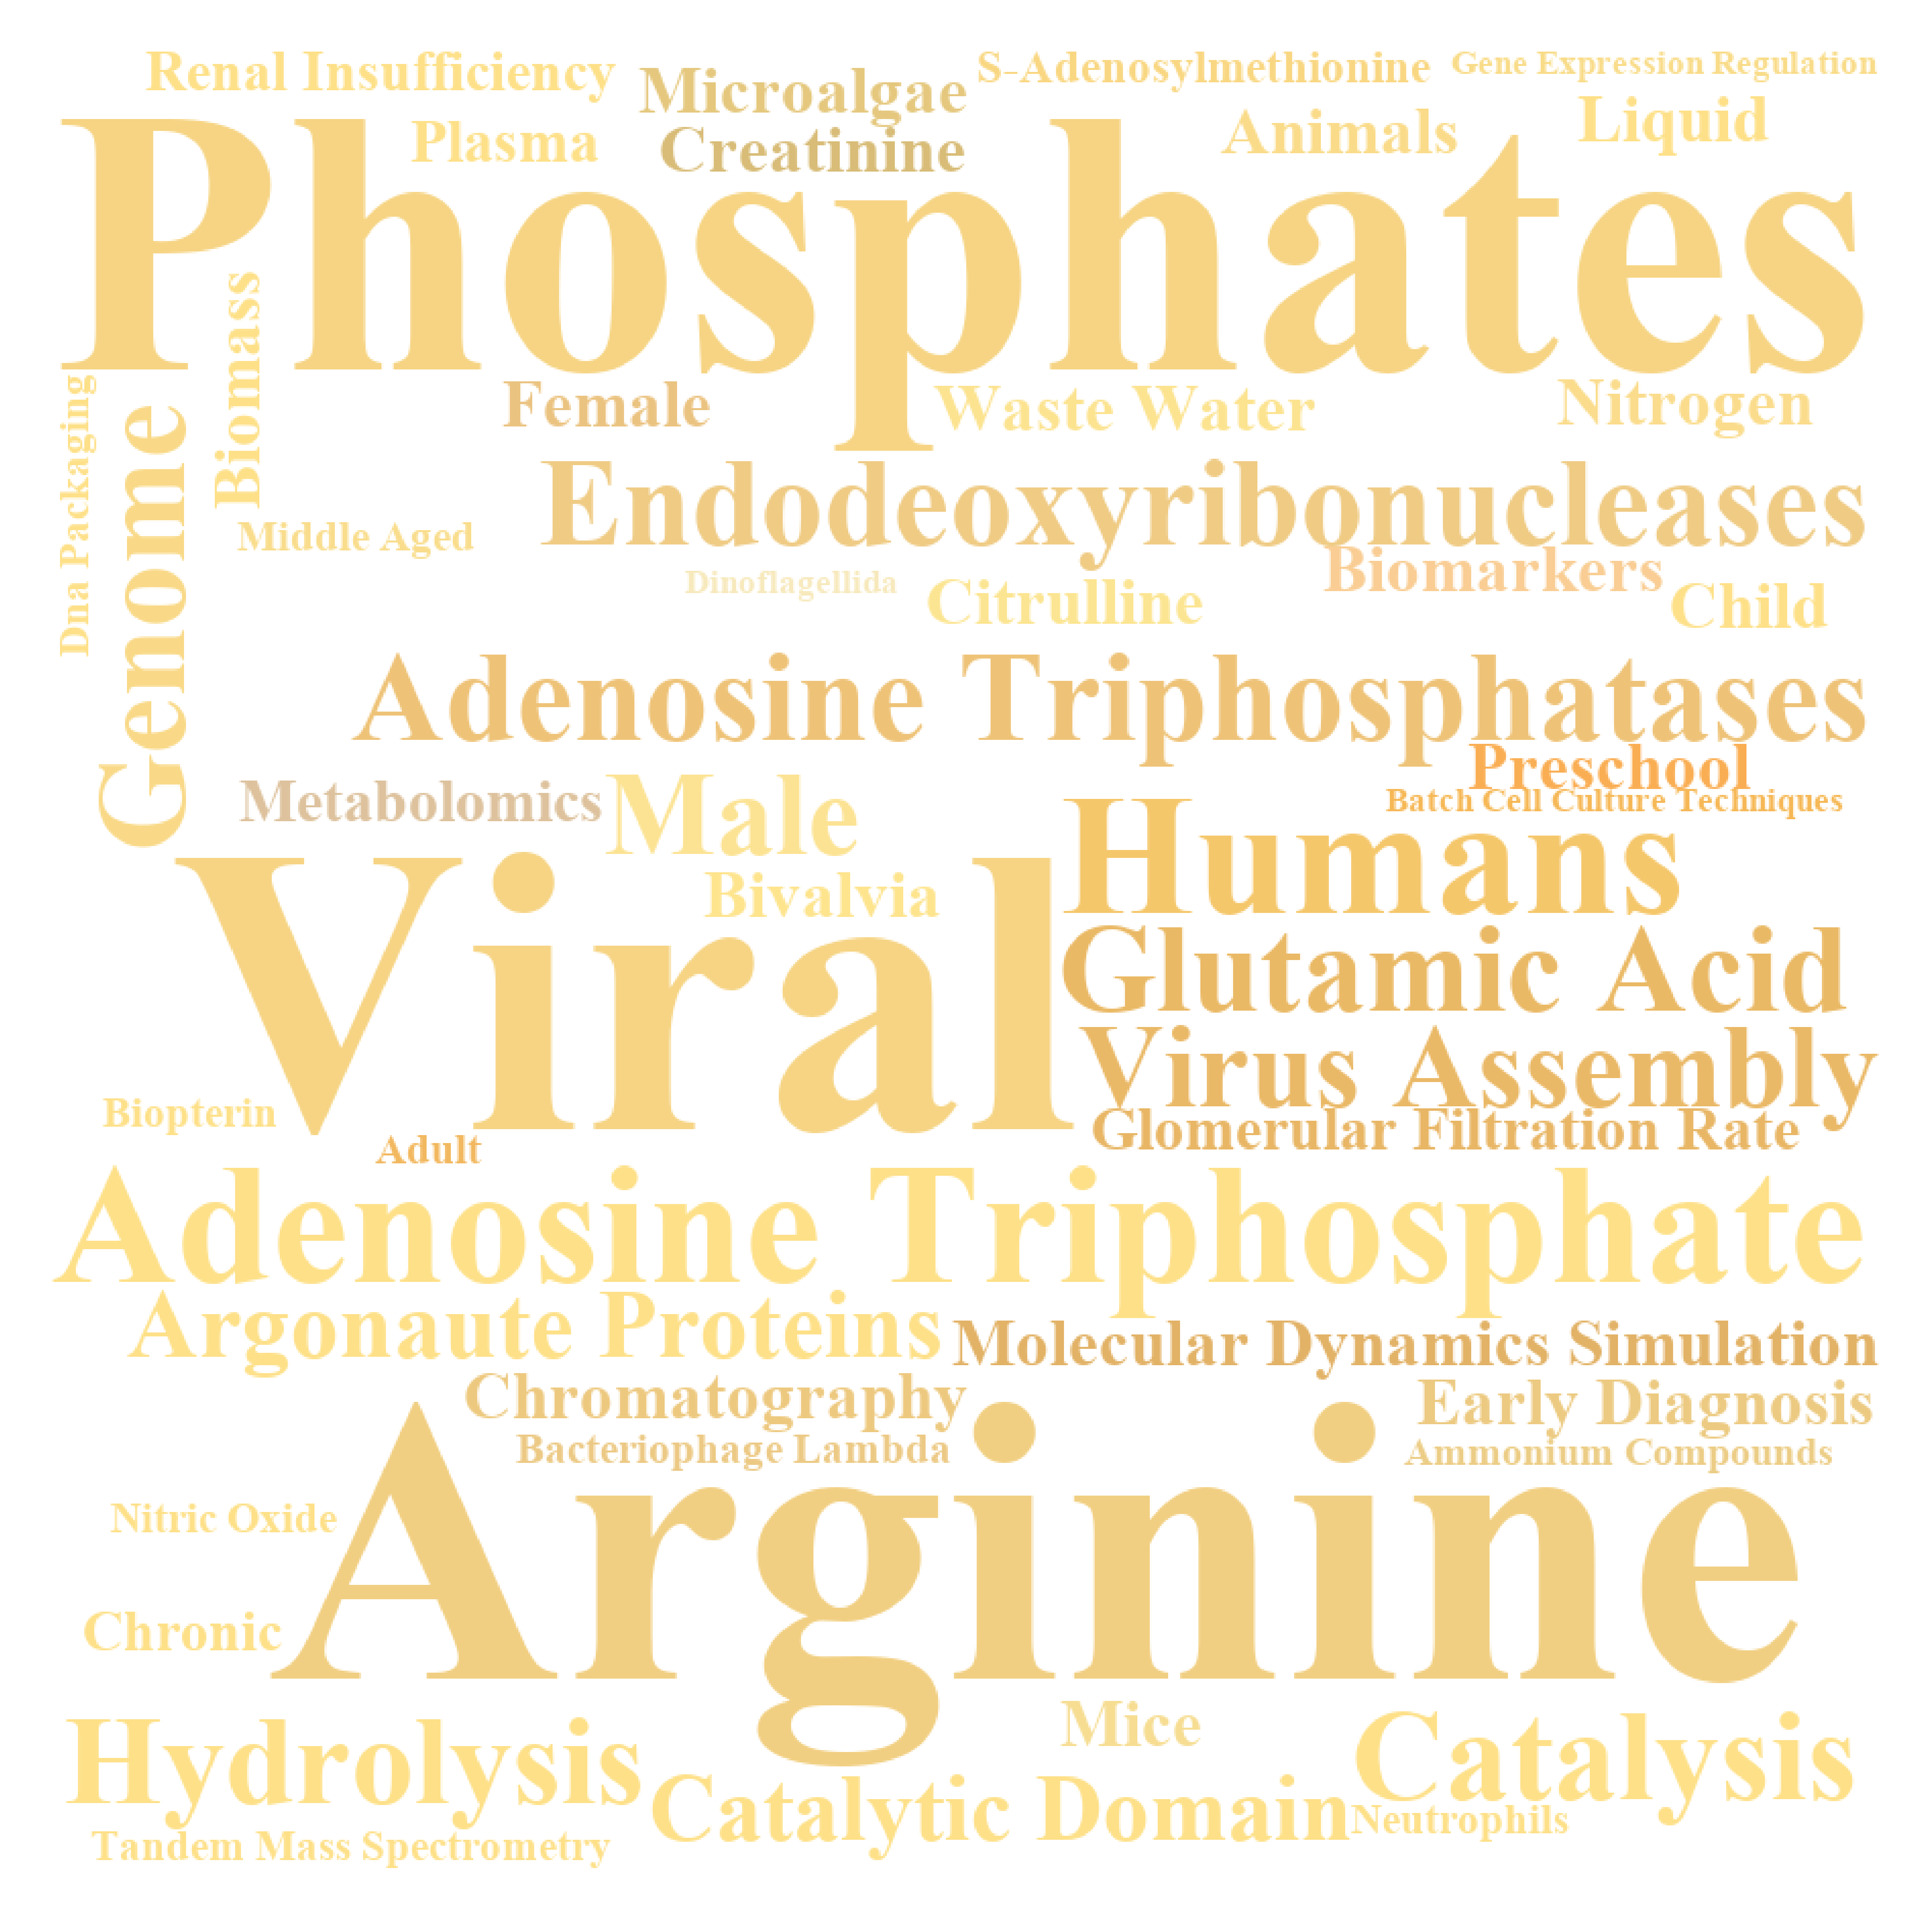 Renal Insufficiency
Microalgae
S-Adenosylmethionine
Gene Expression Regulation
Plasma
Creatinine
Animals
Liquid
Phosphates
Biomass
Dna Packaging
Genome
Female
Waste Water
Nitrogen
Endodeoxyribonucleases
Middle Aged
Dinoflagellida
Citrulline
Biomarkers
Child
Adenosine Triphosphatases
Preschool
Metabolomics
Male
Batch Cell Culture Techniques
Humans
Bivalvia
Viral
Glutamic Acid
Virus Assembly
Biopterin
Adult
Glomerular Filtration Rate
Adenosine Triphosphate
Argonaute Proteins
Molecular Dynamics Simulation
Chromatography
Early Diagnosis
Bacteriophage Lambda
Ammonium Compounds
Nitric Oxide
Arginine
Chronic
Mice
Hydrolysis
Catalysis
Catalytic Domain
Neutrophils
Tandem Mass Spectrometry